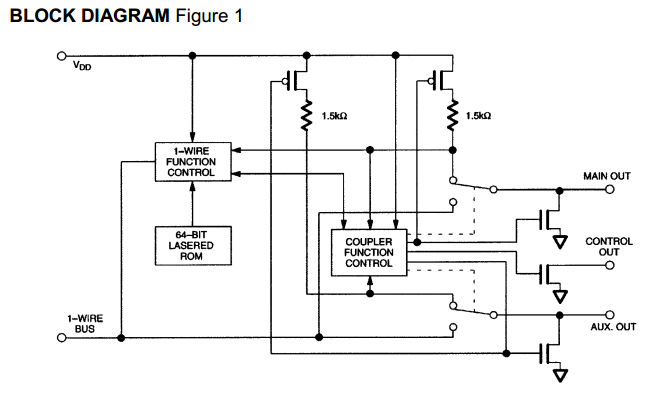 BLOCK DIAGRAM Figure 1
VDD
1.5kΩ
1.5kΩ
1–WIRE
FUNCTION
CONTROL
MAIN OUT
64–BIT
LASERED
ROM
COUPLER
FUNCTION
CONTROL
CONTROL
OUT
1–WIRE
BUS
AUX. OUT